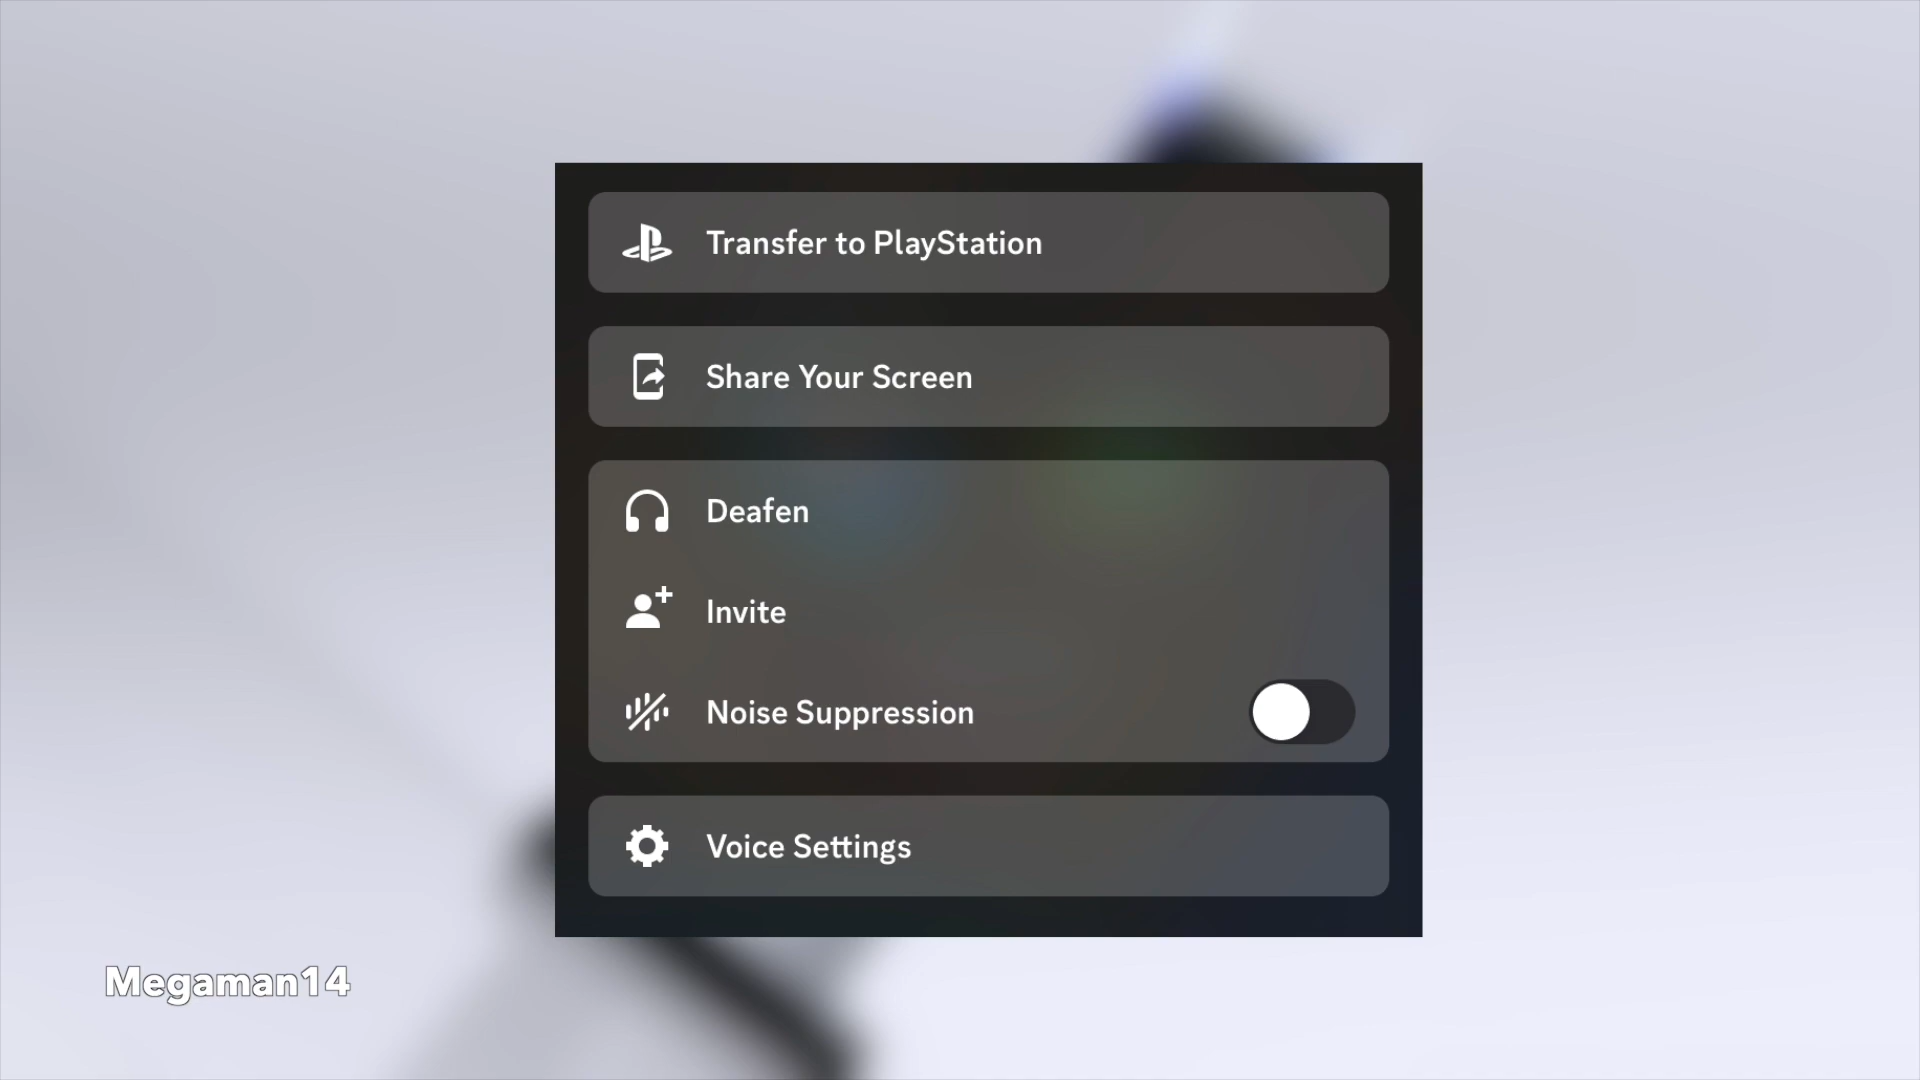 Transfer to PlayStation
Share Your Screen
Deafen
Invite
Noise Suppression
Voice Settings
Megaman14